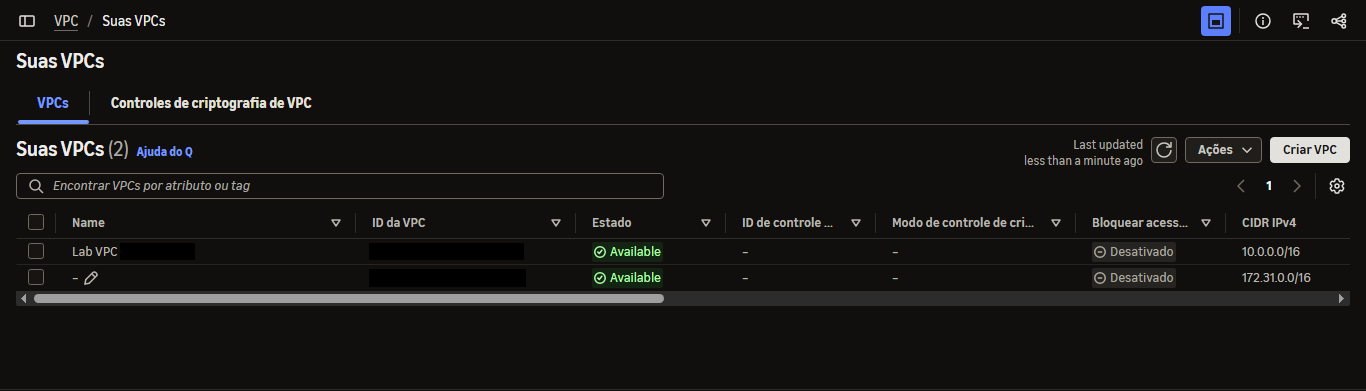 VPC / Suas VPCs
Suas VPCs
VPCs Controles de criptografia de VPC
Suas VPCs (2) Ajuda do Q
Last updated
less than a minute ago
Ações
Criar VPC
Encontrar VPCs por atributo ou tag
1
Name ID da VPC Estado ID de controle ... Modo de controle de cri... Bloquear acess... CIDR IPv4
Lab VPC Available – – Desativado 10.0.0.0/16
– Available – – Desativado 172.31.0.0/16